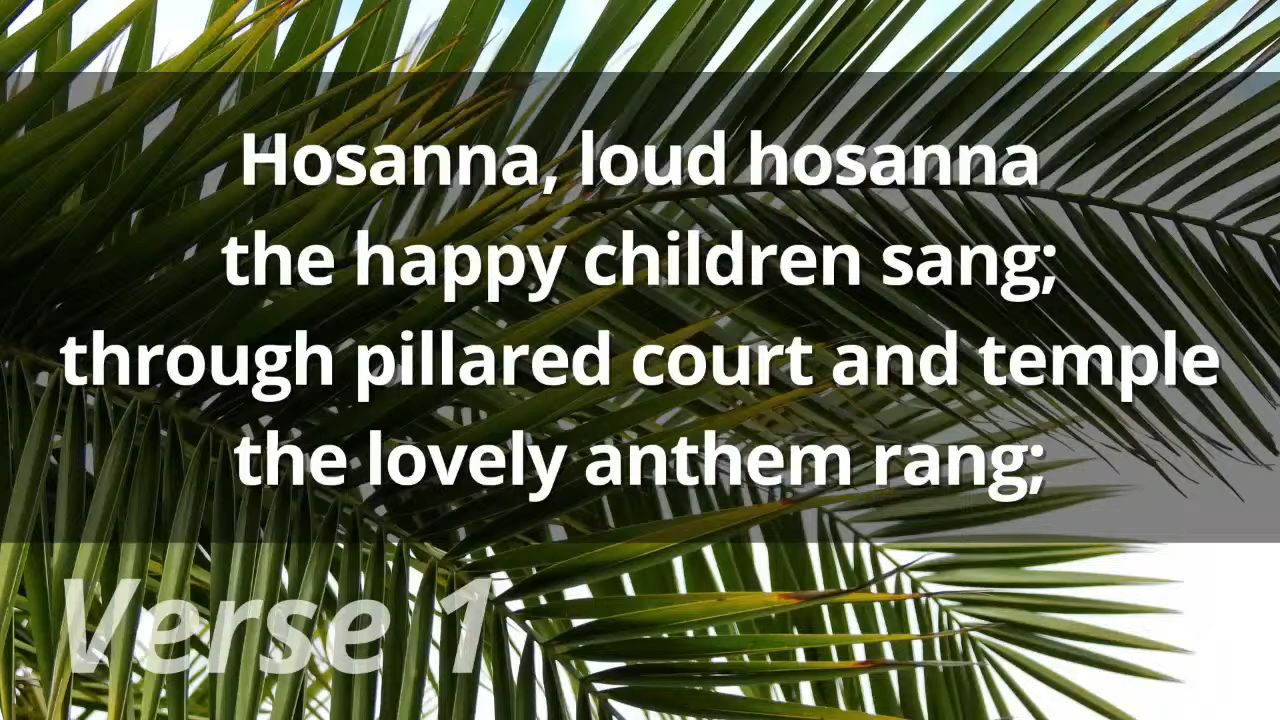 Hosanna, loud hosanna
the happy children sang;
through pillared court and temple
the lovely anthem rang;
Verse 1